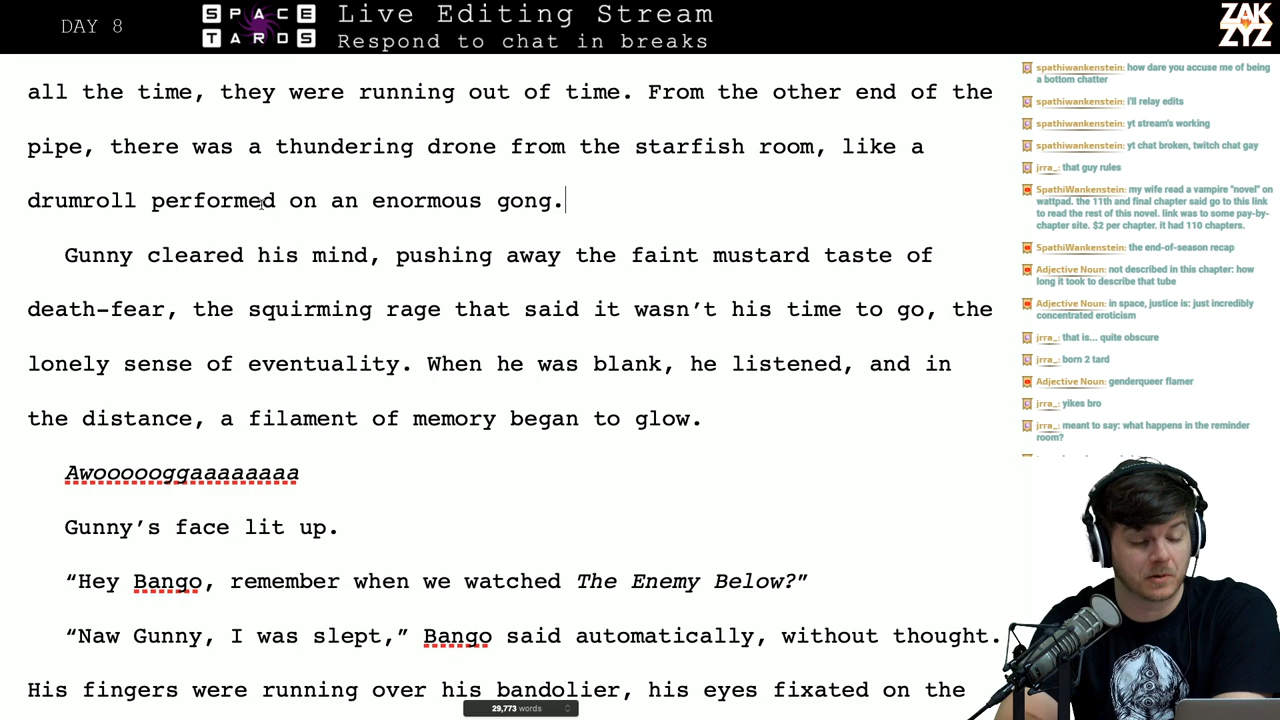 DAY 8
SPACE
TARDS
Live Editing Stream
Respond to chat in breaks
ZAK
ZYZ
all the time, they were running out of time. From the other end of the
pipe, there was a thundering drone from the starfish room, like a
drumroll performed on an enormous gong.
Gunny cleared his mind, pushing away the faint mustard taste of
death-fear, the squirming rage that said it wasn’t his time to go, the
lonely sense of eventuality. When he was blank, he listened, and in
the distance, a filament of memory began to glow.
Awoooooggaaaaaaaa
Gunny’s face lit up.
“Hey Bango, remember when we watched The Enemy Below?”
“Naw Gunny, I was slept,” Bango said automatically, without thought.
His fingers were running over his bandolier, his eyes fixated on the
29,773 words
spathiwankenstein: how dare you accuse me of being
a bottom chatter
spathiwankenstein: i'll relay edits
spathiwankenstein: yt stream's working
spathiwankenstein: yt chat broken, twitch chat gay
jrra_: that guy rules
SpathiWankenstein: my wife read a vampire "novel" on
wattpad. the 11th and final chapter said go to this link
to read the rest of this novel. link was to some pay-by-
chapter site. $2 per chapter. it had 110 chapters.
SpathiWankenstein: the end-of-season recap
Adjective Noun: not described in this chapter: how
long it took to describe that tube
Adjective Noun: in space, justice is: just incredibly
concentrated eroticism
jrra_: that is... quite obscure
jrra_: born 2 tard
Adjective Noun: genderqueer flamer
jrra_: yikes bro
jrra_: meant to say: what happens in the reminder
room?